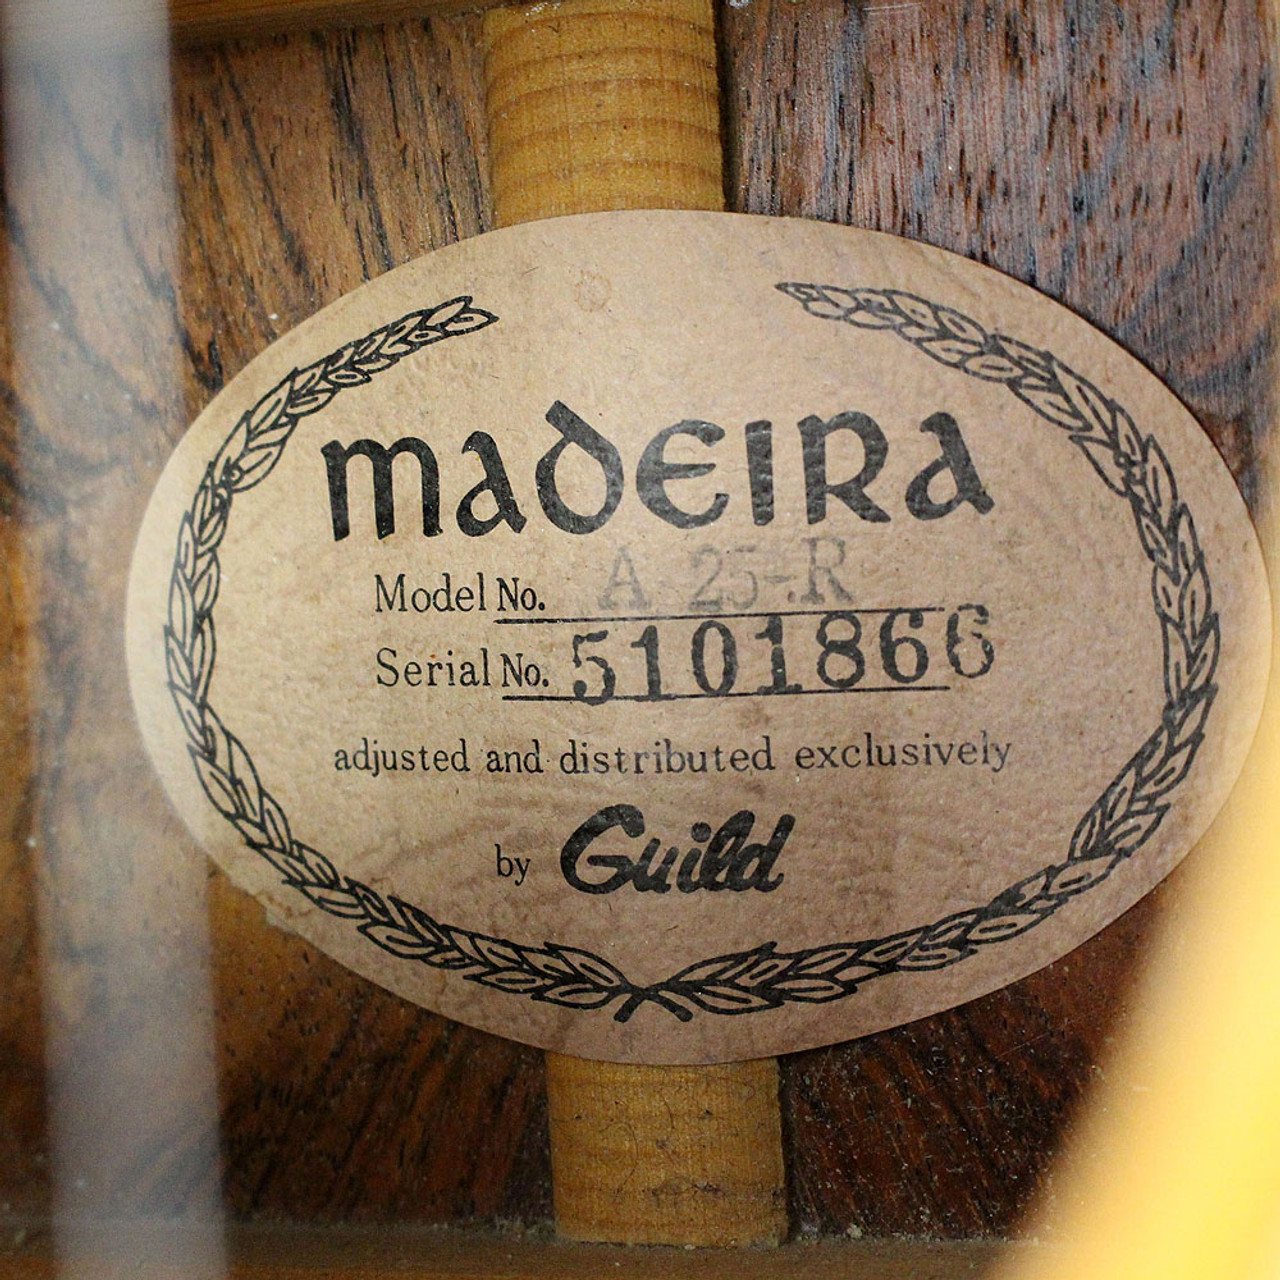 MADEIRA
Model No. A 25-R
Serial No. 5101866
adjusted and distributed exclusively
by Guild